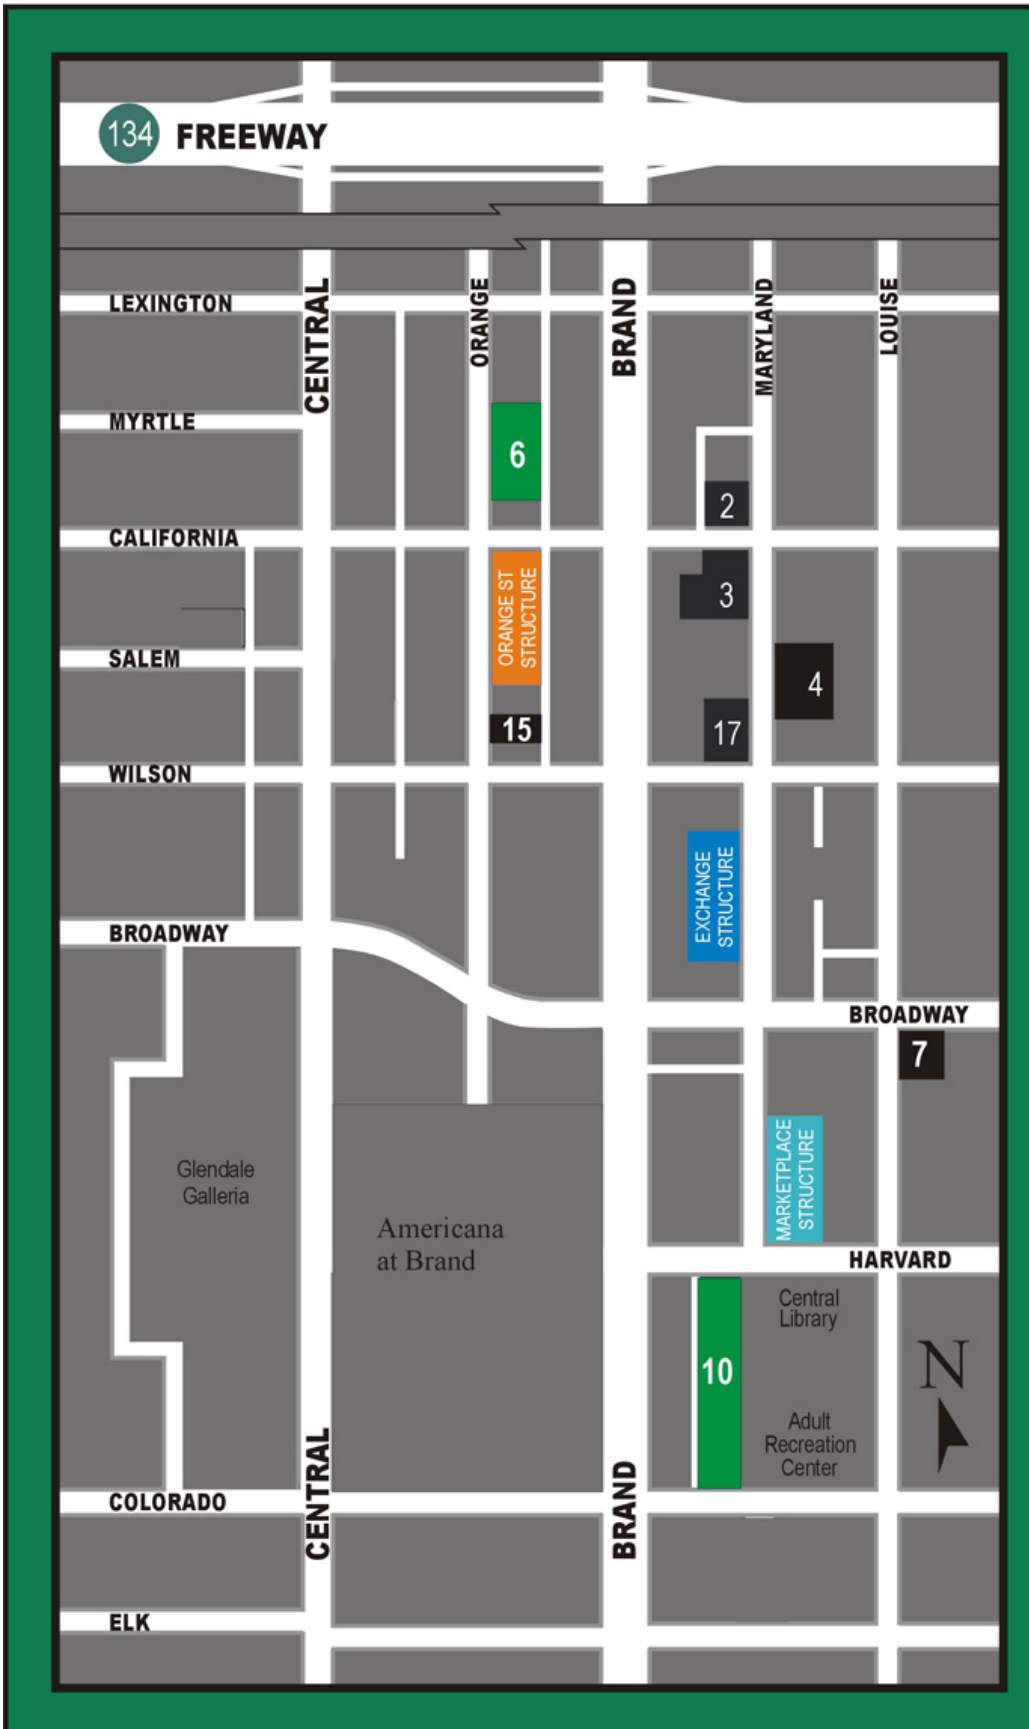 134 FREEWAY
LEXINGTON
CENTRAL
ORANGE
BRAND
MARYLAND
LOUISE
MYRTLE
6
2
CALIFORNIA
ORANGE ST
STRUCTURE
3
SALEM
4
15
17
WILSON
EXCHANGE
STRUCTURE
BROADWAY
BROADWAY
7
Glendale
Galleria
MARKETPLACE
STRUCTURE
Americana
at Brand
HARVARD
Central
Library
N
10
Adult
Recreation
Center
COLORADO
CENTRAL
BRAND
ELK